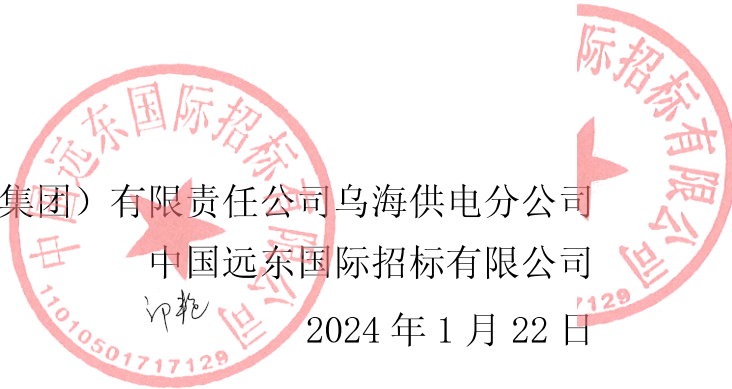 中国远东国际招标有限公司
11010501717129
际招标有限公司
7129
集团）有限责任公司乌海供电分公司
中国远东国际招标有限公司
2024 年 1 月 22 日